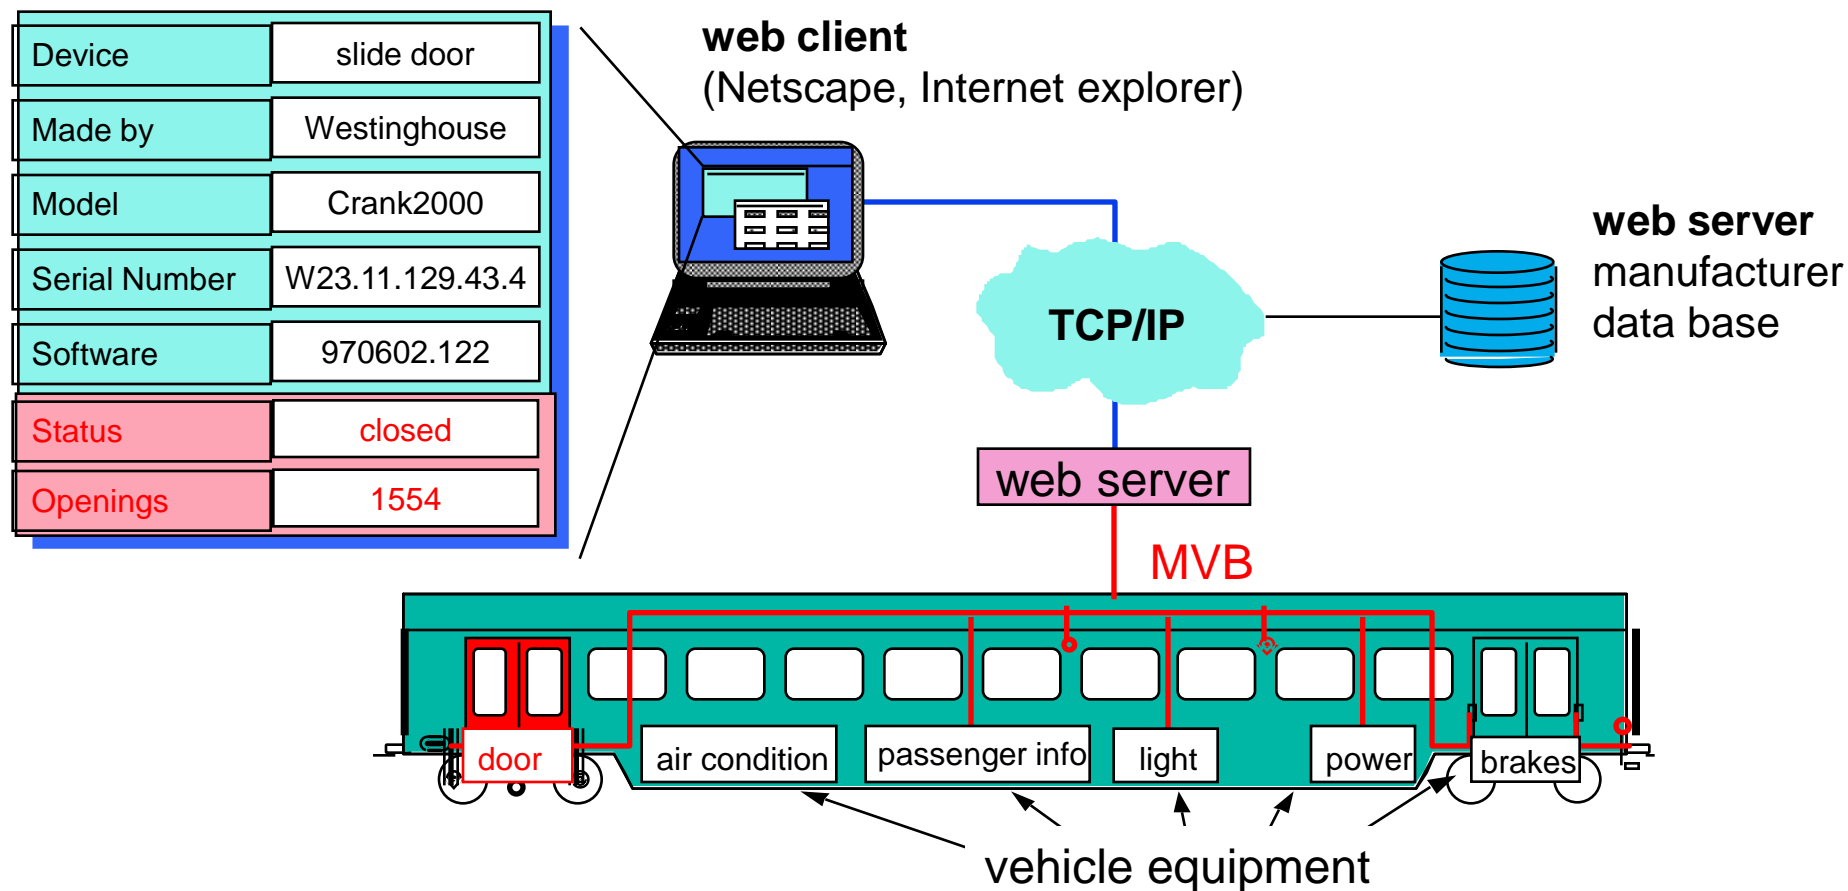 Device
slide door
Made by
Westinghouse
Model
Crank2000
Serial Number
W23.11.129.43.4
Software
970602.122
Status
closed
Openings
1554
web client
(Netscape, Internet explorer)
TCP/IP
web server
manufacturer
data base
web server
MVB
door
air condition
passenger info
light
power
brakes
vehicle equipment